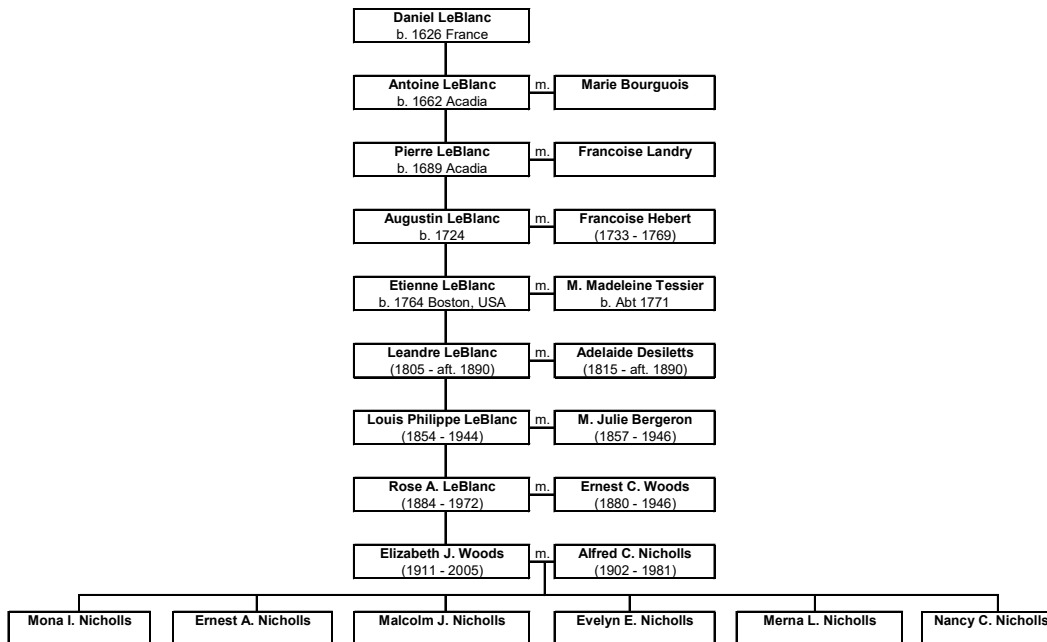 Daniel LeBlanc
b. 1626 France
Antoine LeBlanc m. Marie Bourguois
b. 1662 Acadia
Pierre LeBlanc m. Francoise Landry
b. 1689 Acadia
Augustin LeBlanc m. Francoise Hebert
b. 1724 (1733 - 1769)
Etienne LeBlanc m. M. Madeleine Tessier
b. 1764 Boston, USA b. Abt 1771
Leandre LeBlanc m. Adelaide Desiletts
(1805 - aft. 1890) (1815 - aft. 1890)
Louis Philippe LeBlanc m. M. Julie Bergeron
(1854 - 1944) (1857 - 1946)
Rose A. LeBlanc m. Ernest C. Woods
(1884 - 1972) (1880 - 1946)
Elizabeth J. Woods m. Alfred C. Nicholls
(1911 - 2005) (1902 - 1981)
Mona I. Nicholls Ernest A. Nicholls Malcolm J. Nicholls Evelyn E. Nicholls Merna L. Nicholls Nancy C. Nicholls